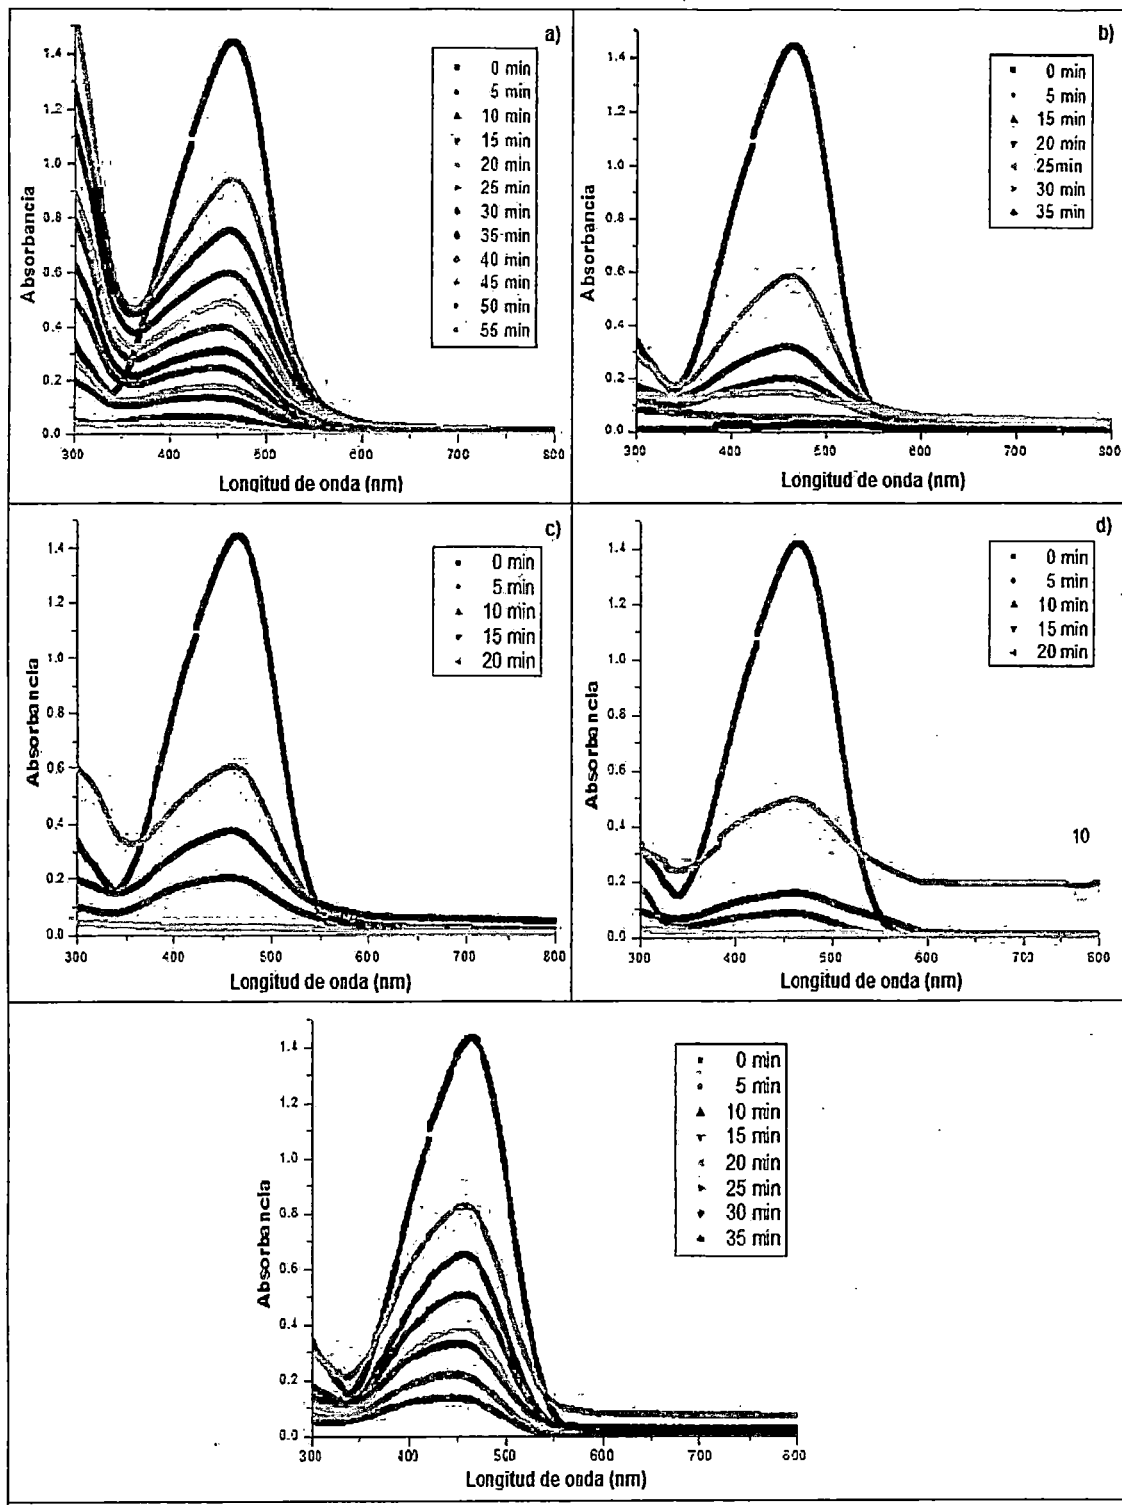 a)
1.4
1.2
1.0
0.8
0.6
0.4
0.2
0.0
Absorbancia
300 400 500 600 700 800
Longitud de onda (nm)
0 min
5 min
10 min
15 min
20 min
25 min
30 min
35 min
40 min
45 min
50 min
55 min
b)
1.4
1.2
1.0
0.8
0.6
0.4
0.2
0.0
Absorbancia
300 400 500 600 700 800
Longitud de onda (nm)
0 min
5 min
15 min
20 min
25min
30 min
35 min
c)
1.4
1.2
1.0
0.8
0.6
0.4
0.2
0.0
Absorbancia
300 400 500 600 700 800
Longitud de onda (nm)
0 min
5 min
10 min
15 min
20 min
d)
1.4
1.2
1.0
0.8
0.6
0.4
0.2
0.0
Absorbancia
300 400 500 600 700 800
Longitud de onda (nm)
0 min
5 min
10 min
15 min
20 min
10
1.4
1.2
1.0
0.8
0.6
0.4
0.2
0.0
Absorbancia
300 400 500 600 700 800
Longitud de onda (nm)
0 min
5 min
10 min
15 min
20 min
25 min
30 min
35 min